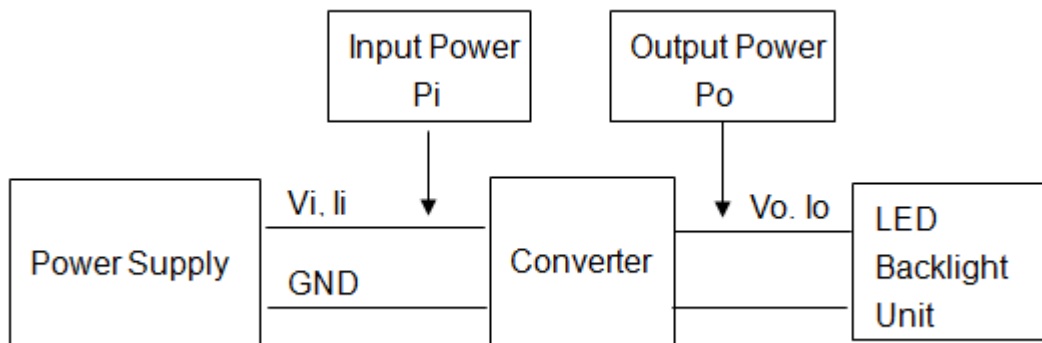 Input Power
Pi
Output Power
Po
Vi, Ii
Vo. Io
Power Supply
GND
Converter
LED
Backlight
Unit